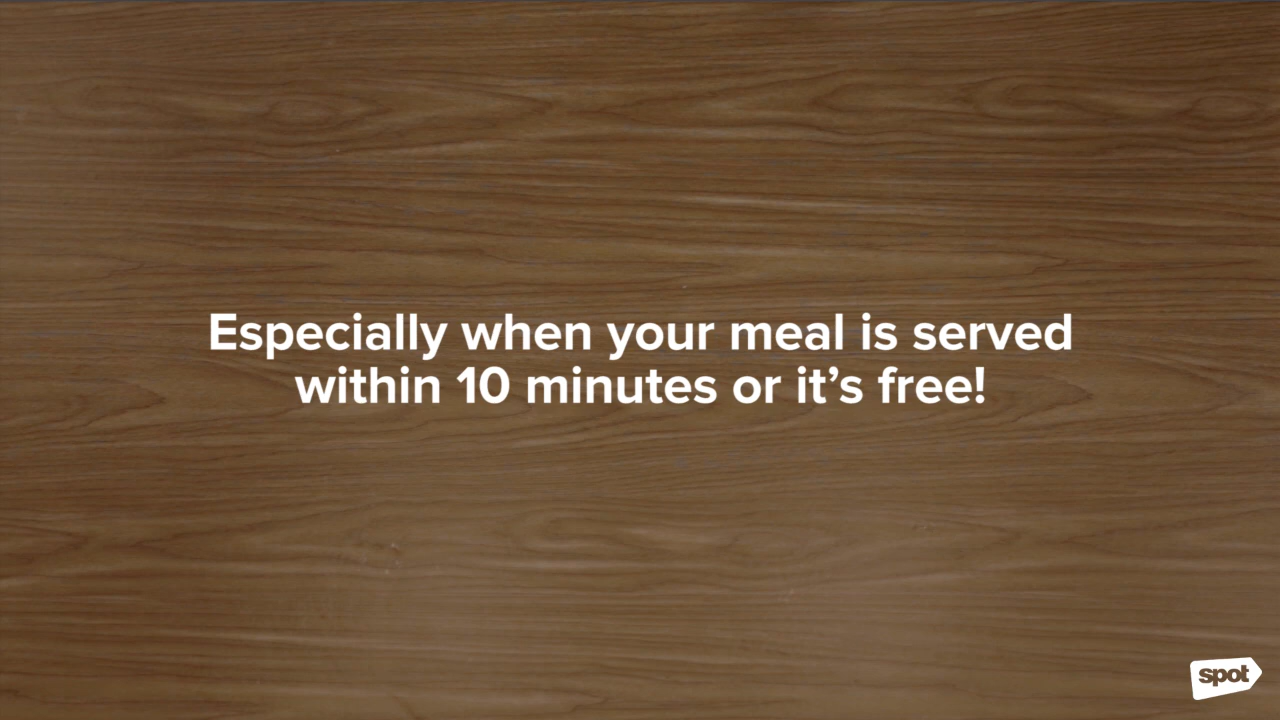 Especially when your meal is served
within 10 minutes or it’s free!
spot